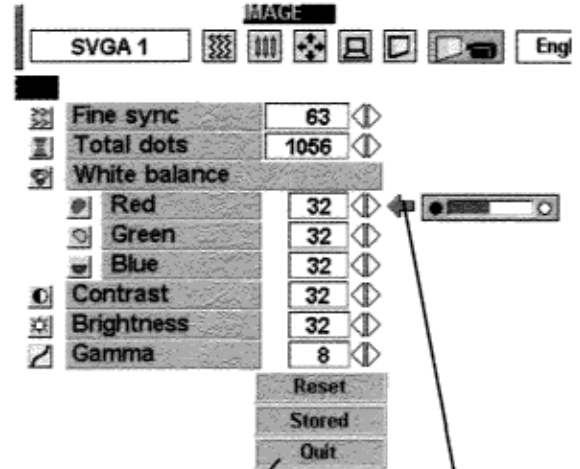 IMAGE
SVGA 1 Engl
Fine sync 63
Total dots 1056
White balance
Red 32
Green 32
Blue 32
Contrast 32
Brightness 32
Gamma 8
Reset
Stored
Quit